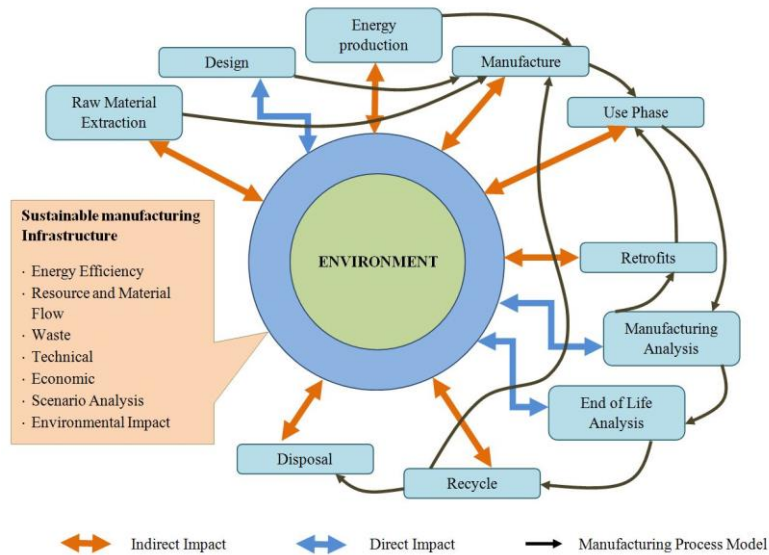 Energy
production
Design
Manufacture
Raw Material
Extraction
Use Phase
Sustainable manufacturing
Infrastructure
· Energy Efficiency
· Resource and Material
Flow
· Waste
· Technical
· Economic
· Scenario Analysis
· Environmental Impact
ENVIRONMENT
Retrofits
Manufacturing
Analysis
End of Life
Analysis
Disposal
Recycle
Indirect Impact
Direct Impact
Manufacturing Process Model